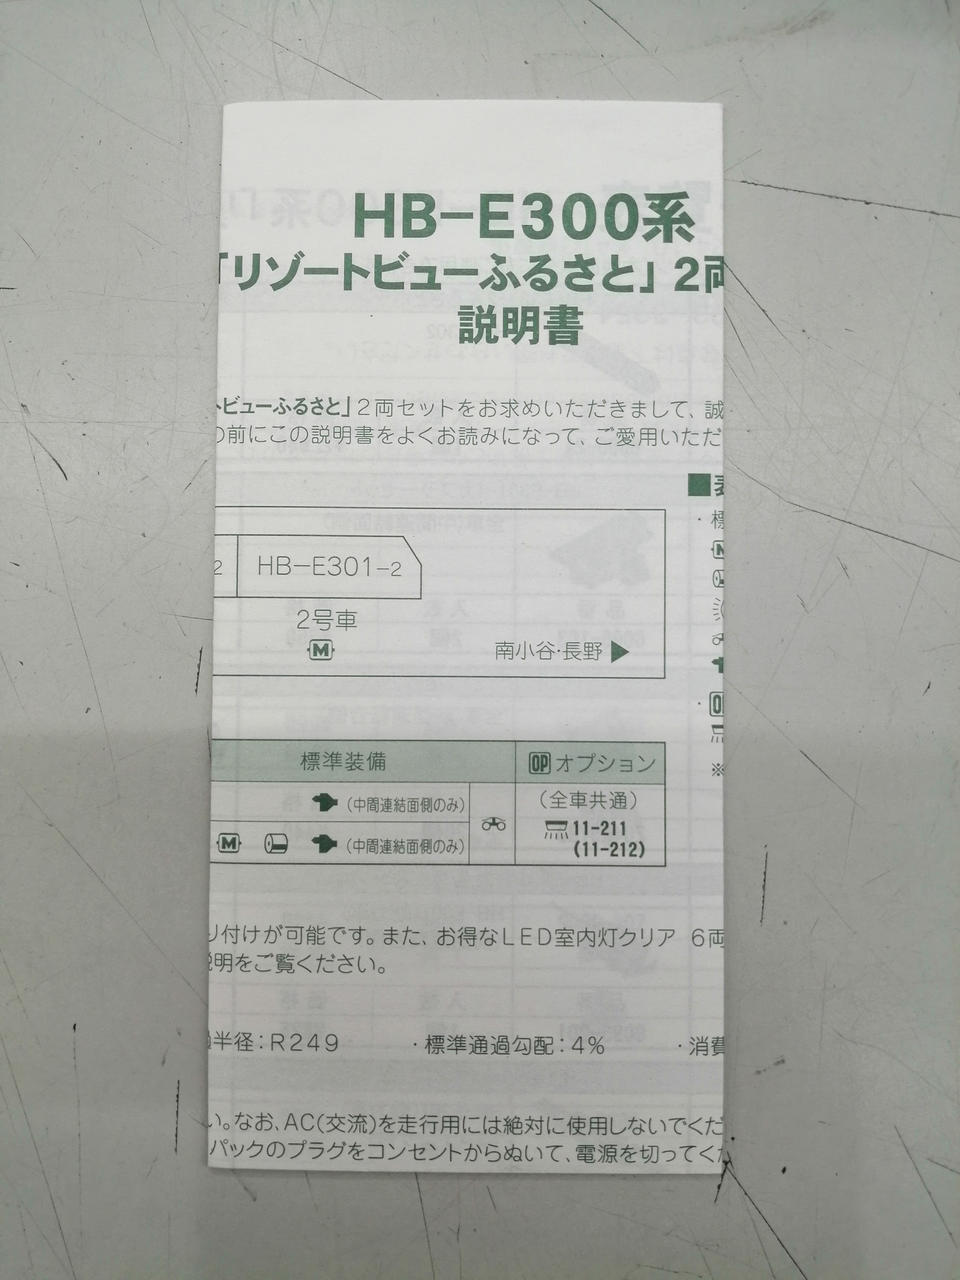 HB−E300系
「リゾートビューふるさと」2両
説明書
トビューふるさと」2両セットをお求めいただきまして、誠
の前にこの説明書をよくお読みになって、ご愛用いただ
■表
・標
2
HB−E301−2
2号車
M
南小谷・長野▶
標準装備
OP オプション
(中間連結面側のみ)
(全車共通)
11-211
(11-212)
M
(中間連結面側のみ)
り付けが可能です。また、お得なLED室内灯クリア 6両
説明をご覧ください。
半径:R249 ・標準通過勾配:4% ・消費
い。なお、AC(交流)を走行用には絶対に使用しないでくだ
パックのプラグをコンセントからぬいて、電源を切ってくだ